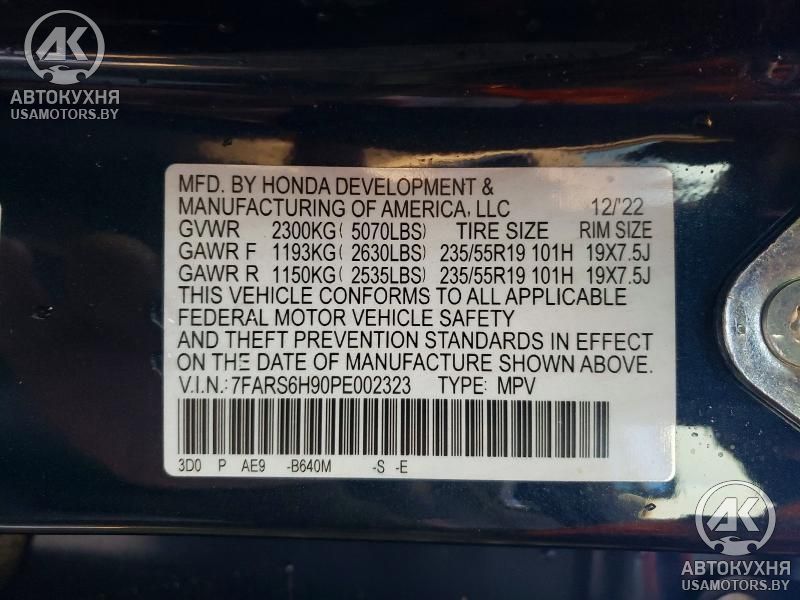 AK
АВТОКУХНЯ
USAMOTORS.BY
MFD. BY HONDA DEVELOPMENT &
MANUFACTURING OF AMERICA, LLC 12/'22
GVWR 2300KG( 5070LBS) TIRE SIZE RIM SIZE
GAWR F 1193KG( 2630LBS) 235/55R19 101H 19X7.5J
GAWR R 1150KG( 2535LBS) 235/55R19 101H 19X7.5J
THIS VEHICLE CONFORMS TO ALL APPLICABLE
FEDERAL MOTOR VEHICLE SAFETY
AND THEFT PREVENTION STANDARDS IN EFFECT
ON THE DATE OF MANUFACTURE SHOWN ABOVE.
V.I.N.: 7FARS6H90PE002323 TYPE: MPV
3D0 P AE9 -B640M -S -E
AK
АВТОКУХНЯ
USAMOTORS.BY